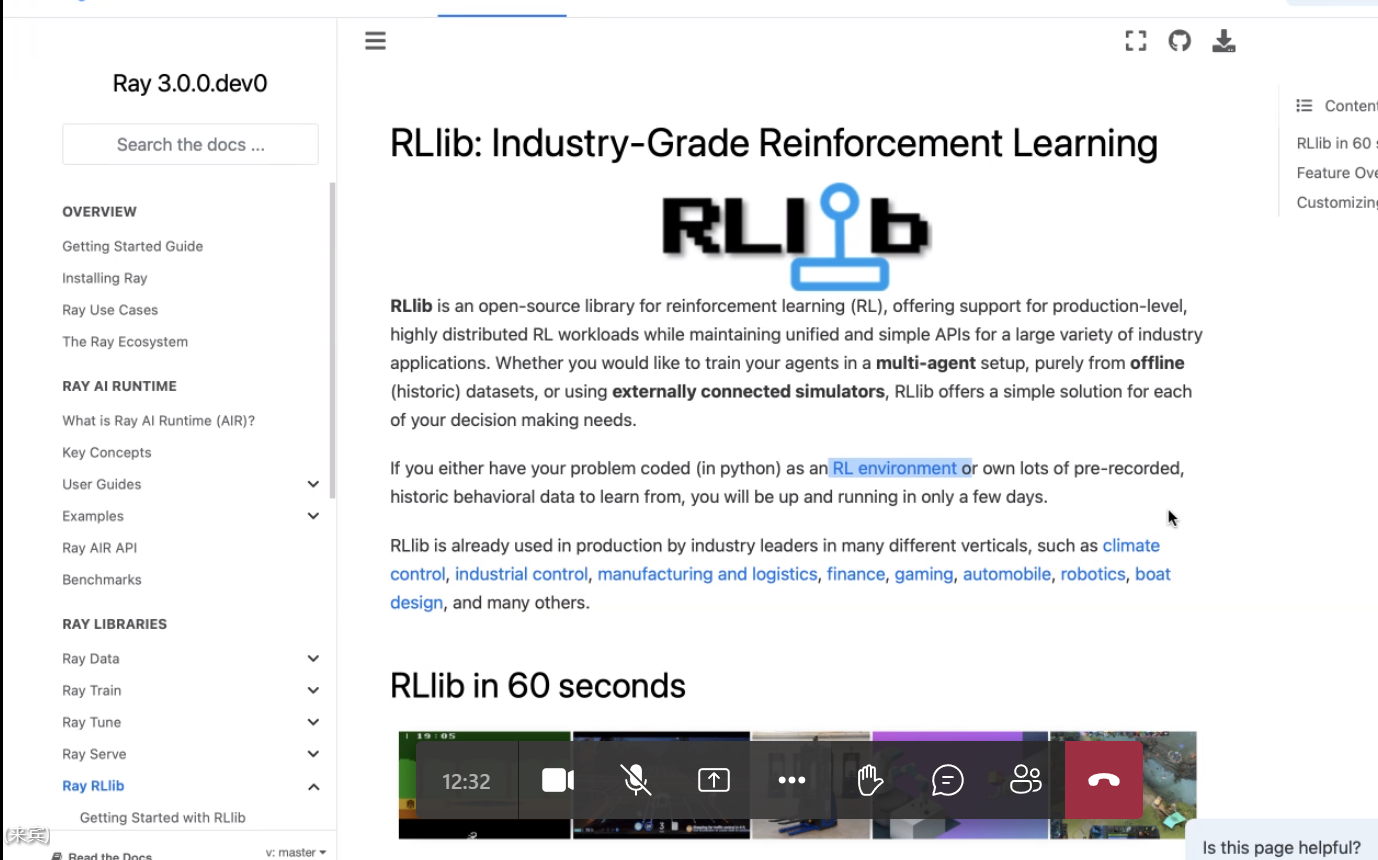 Ray 3.0.0.dev0
Search the docs ...
OVERVIEW
Getting Started Guide
Installing Ray
Ray Use Cases
The Ray Ecosystem
RAY AI RUNTIME
What is Ray AI Runtime (AIR)?
Key Concepts
User Guides
Examples
Ray AIR API
Benchmarks
RAY LIBRARIES
Ray Data
Ray Train
Ray Tune
Ray Serve
Ray RLlib
Getting Started with RLlib
(来宾)
Read the Docs
v: master
RLlib: Industry-Grade Reinforcement Learning
RLlib
RLlib is an open-source library for reinforcement learning (RL), offering support for production-level,
highly distributed RL workloads while maintaining unified and simple APIs for a large variety of industry
applications. Whether you would like to train your agents in a multi-agent setup, purely from offline
(historic) datasets, or using externally connected simulators, RLlib offers a simple solution for each
of your decision making needs.
If you either have your problem coded (in python) as an RL environment or own lots of pre-recorded,
historic behavioral data to learn from, you will be up and running in only a few days.
RLlib is already used in production by industry leaders in many different verticals, such as climate
control, industrial control, manufacturing and logistics, finance, gaming, automobile, robotics, boat
design, and many others.
RLlib in 60 seconds
19:05
12:32
Content
RLlib in 60 s
Feature Ove
Customizing
Is this page helpful?